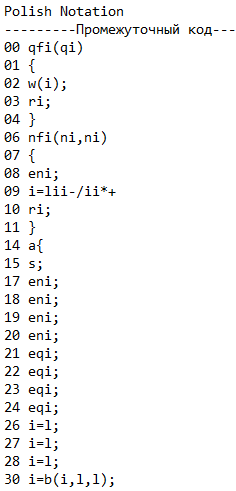 Polish Notation
---------Промежуточный код---
00 qfi(qi)
01 {
02 w(i);
03 ri;
04 }
06 nfi(ni,ni)
07 {
08 eni;
09 i=lii-/ii*+
10 ri;
11 }
14 a{
15 s;
17 eni;
18 eni;
19 eni;
20 eni;
21 eqi;
22 eqi;
23 eqi;
24 eqi;
26 i=l;
27 i=l;
28 i=l;
30 i=b(i,l,l);